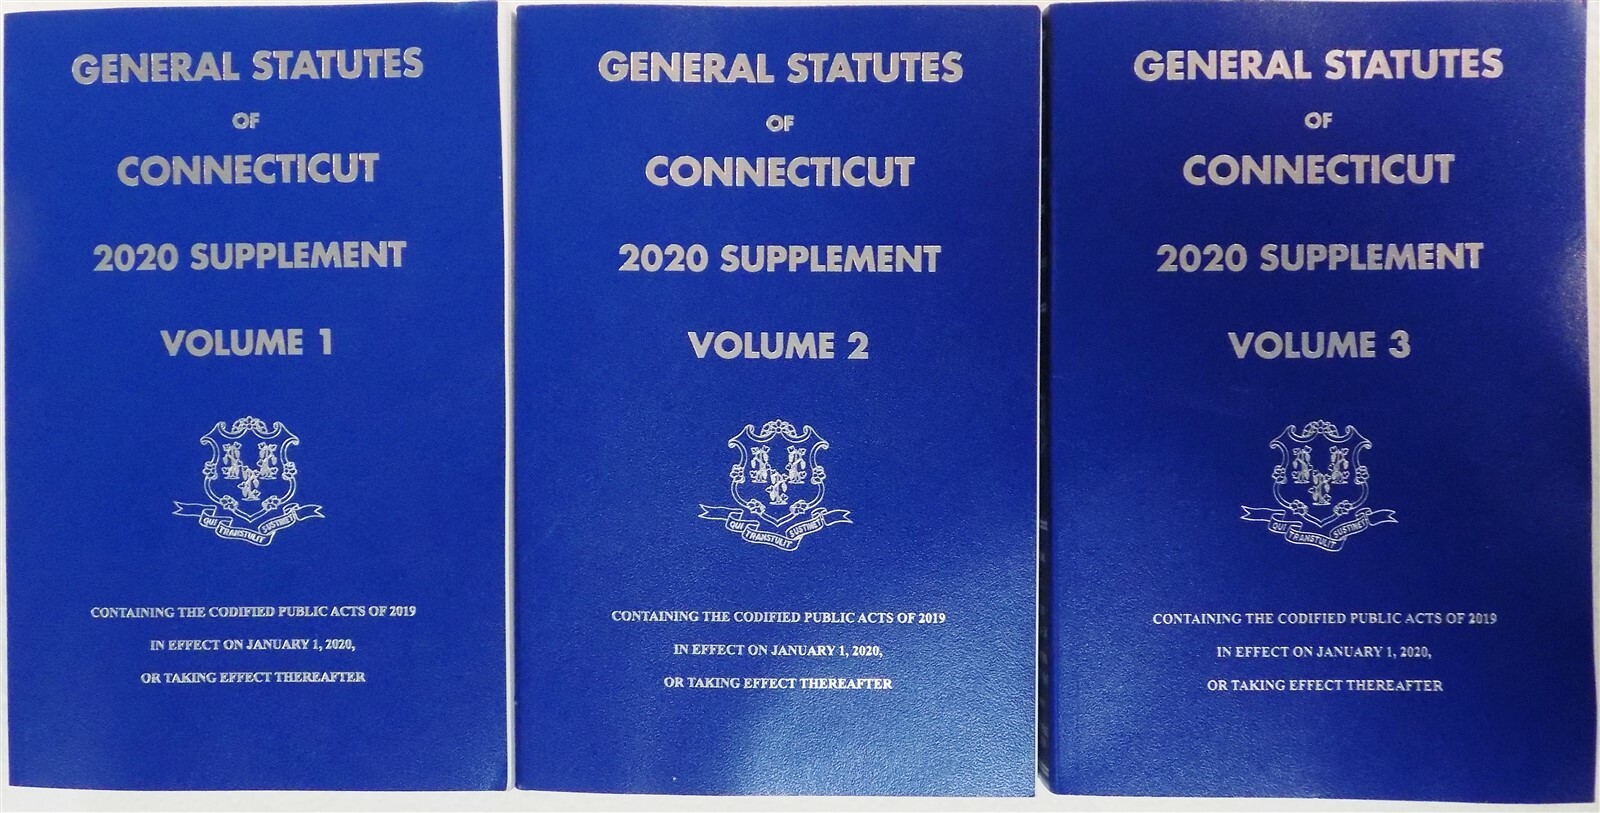 GENERAL STATUTES
OF
CONNECTICUT
2020 SUPPLEMENT
VOLUME 1
QUI TRANSTULIT SUSTINET
CONTAINING THE CODIFIED PUBLIC ACTS OF 2019
IN EFFECT ON JANUARY 1, 2020,
OR TAKING EFFECT THEREAFTER
GENERAL STATUTES
OF
CONNECTICUT
2020 SUPPLEMENT
VOLUME 2
QUI TRANSTULIT SUSTINET
CONTAINING THE CODIFIED PUBLIC ACTS OF 2019
IN EFFECT ON JANUARY 1, 2020,
OR TAKING EFFECT THEREAFTER
GENERAL STATUTES
OF
CONNECTICUT
2020 SUPPLEMENT
VOLUME 3
QUI TRANSTULIT SUSTINET
CONTAINING THE CODIFIED PUBLIC ACTS OF 2019
IN EFFECT ON JANUARY 1, 2020,
OR TAKING EFFECT THEREAFTER